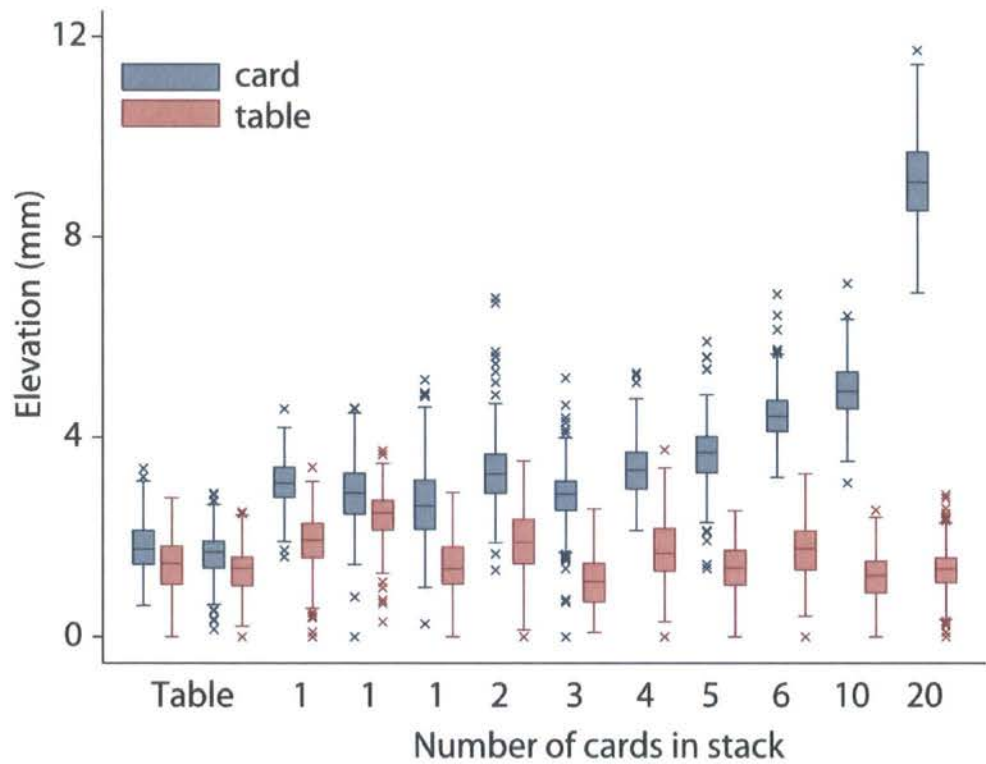 12
card
table
8
Elevation (mm)
4
0
Table 1 1 1 2 3 4 5 6 10 20
Number of cards in stack